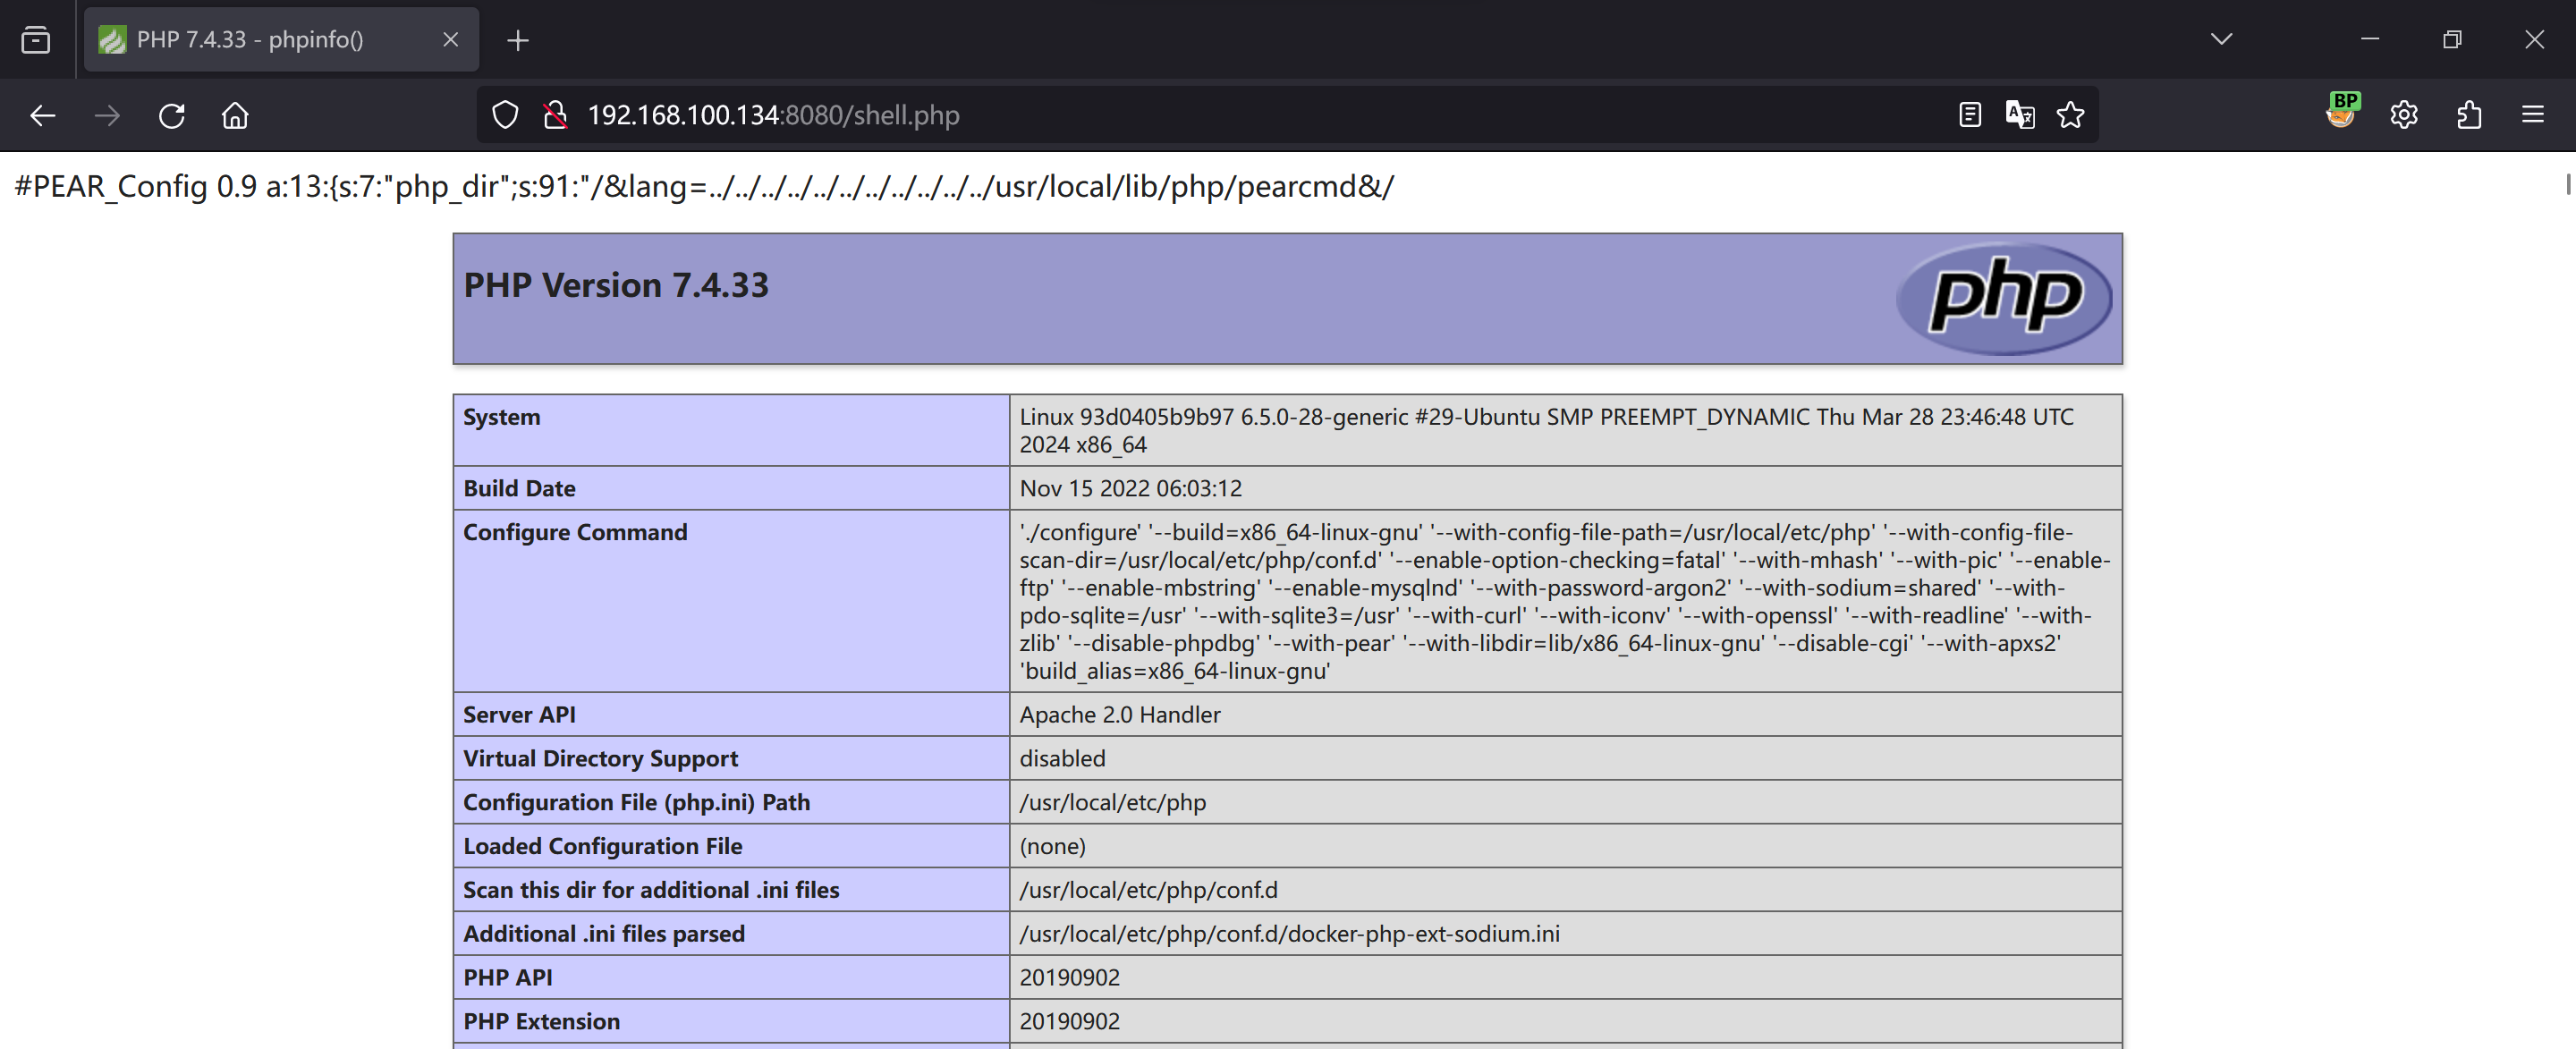 PHP 7.4.33 - phpinfo()
192.168.100.134:8080/shell.php
BP
#PEAR_Config 0.9 a:13:{s:7:"php_dir";s:91:"/&lang=../../../../../../../../../../../usr/local/lib/php/pearcmd&/
PHP Version 7.4.33
php
System
Linux 93d0405b9b97 6.5.0-28-generic #29-Ubuntu SMP PREEMPT_DYNAMIC Thu Mar 28 23:46:48 UTC
2024 x86_64
Build Date
Nov 15 2022 06:03:12
Configure Command
'./configure' '--build=x86_64-linux-gnu' '--with-config-file-path=/usr/local/etc/php' '--with-config-file-
scan-dir=/usr/local/etc/php/conf.d' '--enable-option-checking=fatal' '--with-mhash' '--with-pic' '--enable-
ftp' '--enable-mbstring' '--enable-mysqlnd' '--with-password-argon2' '--with-sodium=shared' '--with-
pdo-sqlite=/usr' '--with-sqlite3=/usr' '--with-curl' '--with-iconv' '--with-openssl' '--with-readline' '--with-
zlib' '--disable-phpdbg' '--with-pear' '--with-libdir=lib/x86_64-linux-gnu' '--disable-cgi' '--with-apxs2'
'build_alias=x86_64-linux-gnu'
Server API
Apache 2.0 Handler
Virtual Directory Support
disabled
Configuration File (php.ini) Path
/usr/local/etc/php
Loaded Configuration File
(none)
Scan this dir for additional .ini files
/usr/local/etc/php/conf.d
Additional .ini files parsed
/usr/local/etc/php/conf.d/docker-php-ext-sodium.ini
PHP API
20190902
PHP Extension
20190902